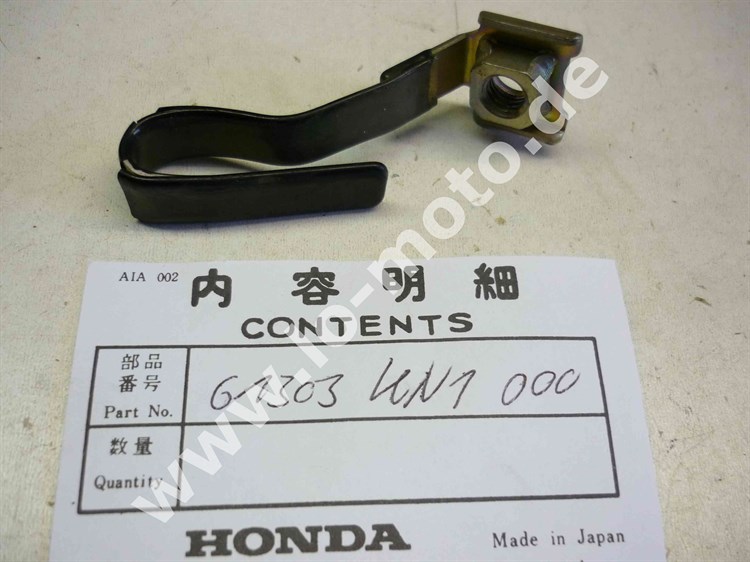 AIA 002
内容明細
CONTENTS
部品
番号
Part No.
61303 KN1 000
数量
Quantity
HONDA
Made in Japan
www.io-moto.de